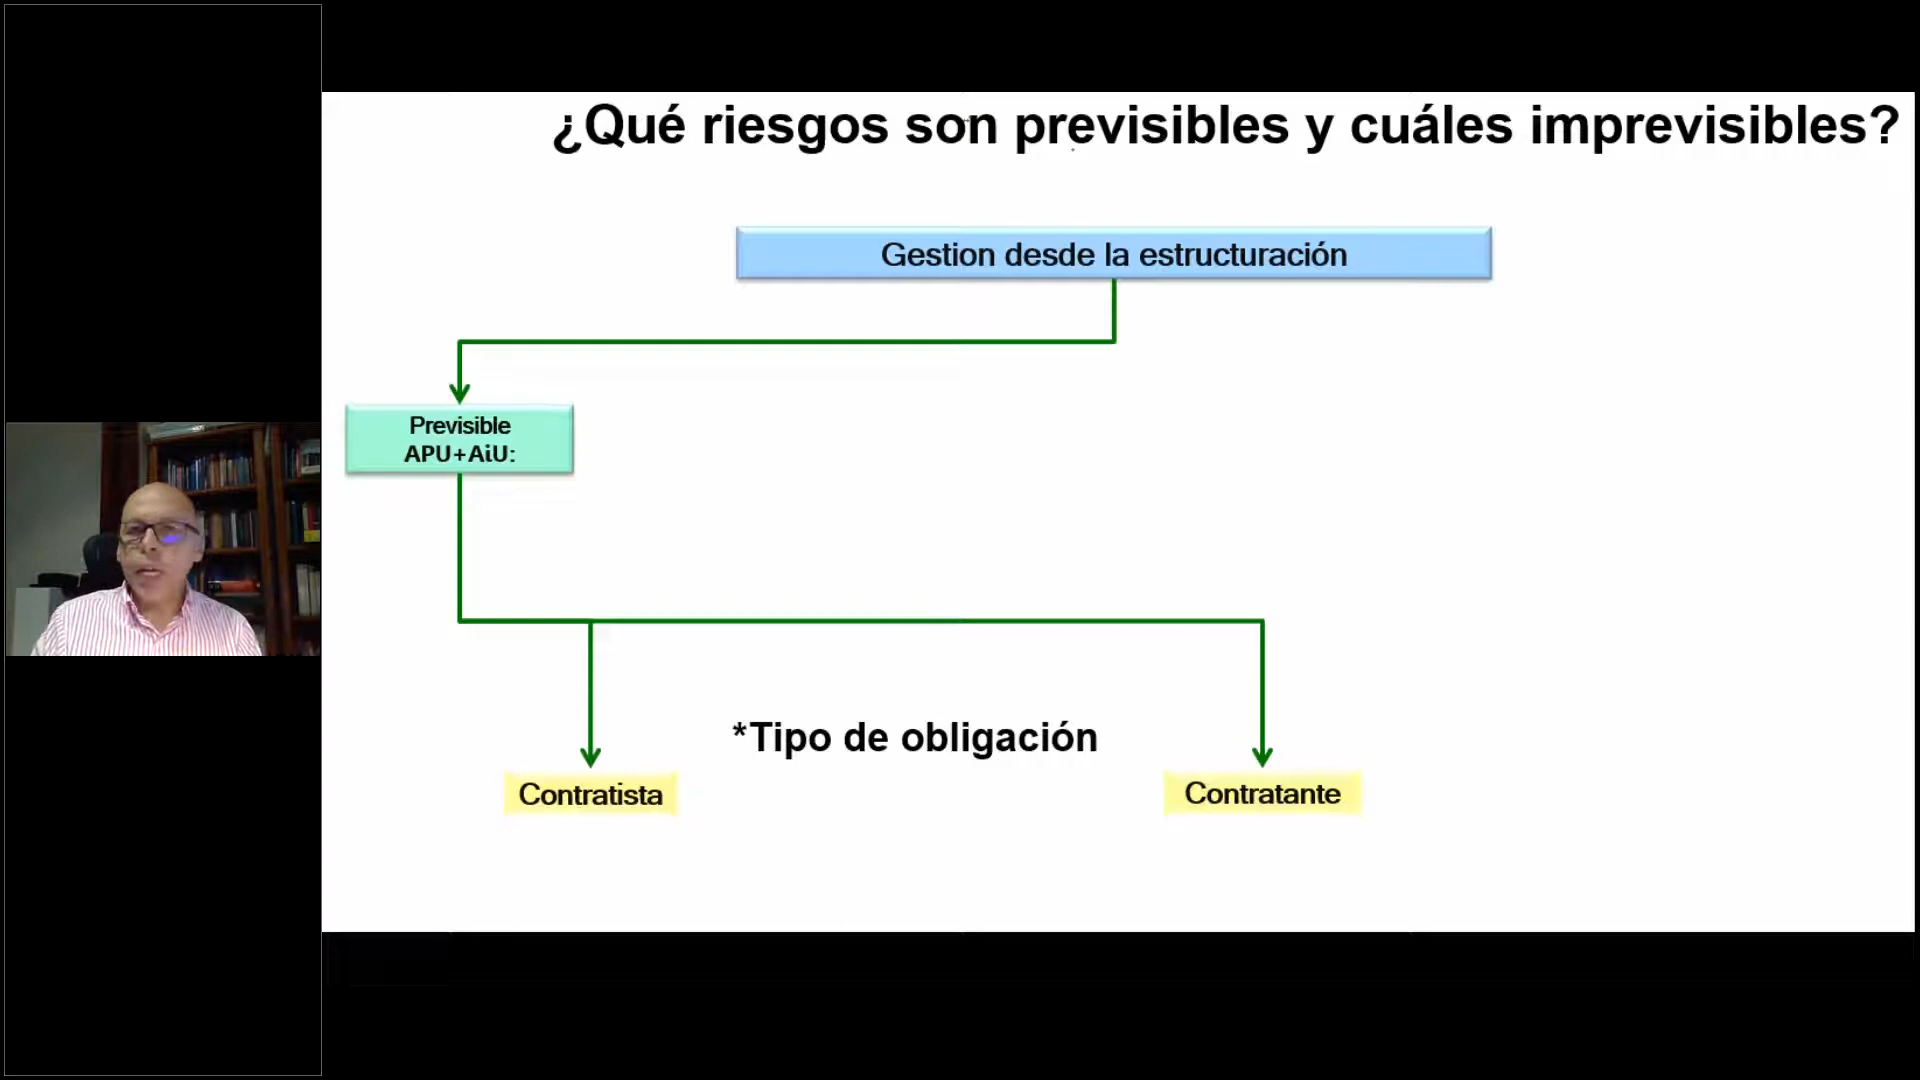 ¿Qué riesgos son previsibles y cuáles imprevisibles?
Gestion desde la estructuración
Previsible
APU+AiU:
*Tipo de obligación
Contratista
Contratante